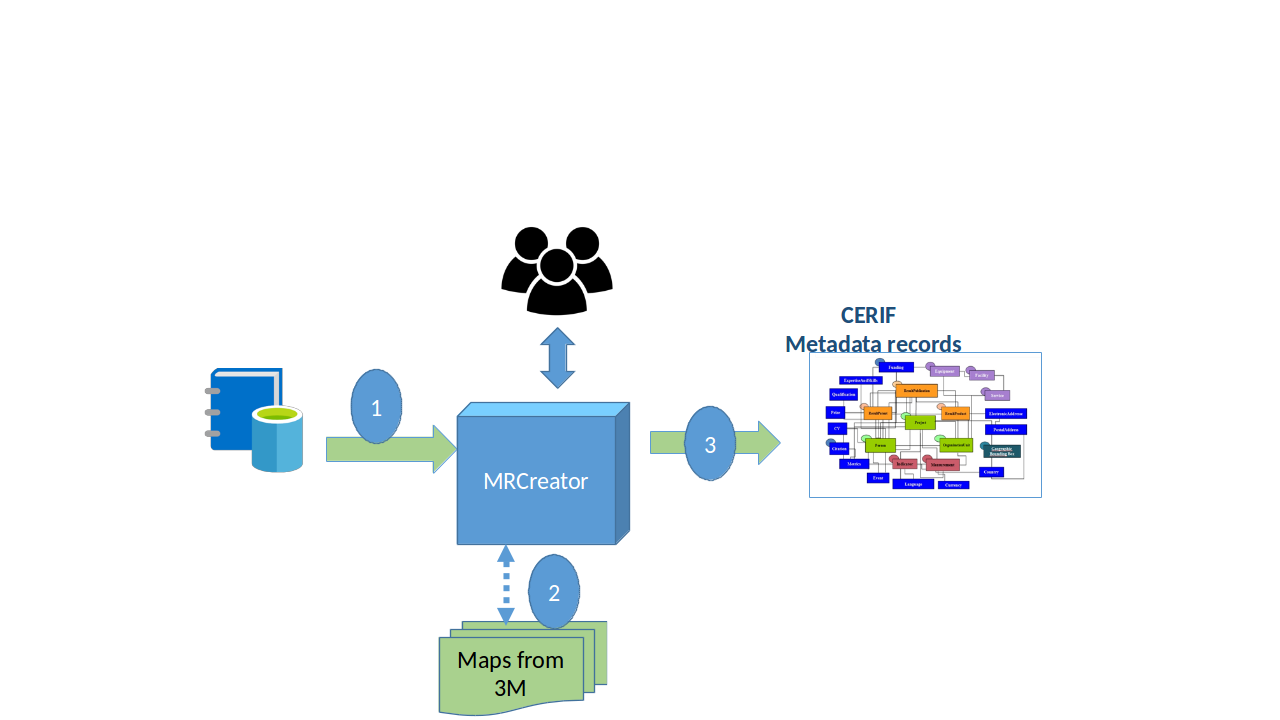 CERIF
Metadata records
1
3
MRCreator
2
Maps from
3M
Funding
Equipment
Facility
ExpertiseAndSkills
Qualification
ResultPublication
Service
Prize
ResultPatent
ResultProduct
ElectronicAddress
Project
CV
PostalAddress
Person
OrganisationUnit
Citation
Geographic
Bounding Box
Metrics
Indicator
Measurement
Country
Event
Language
Currency